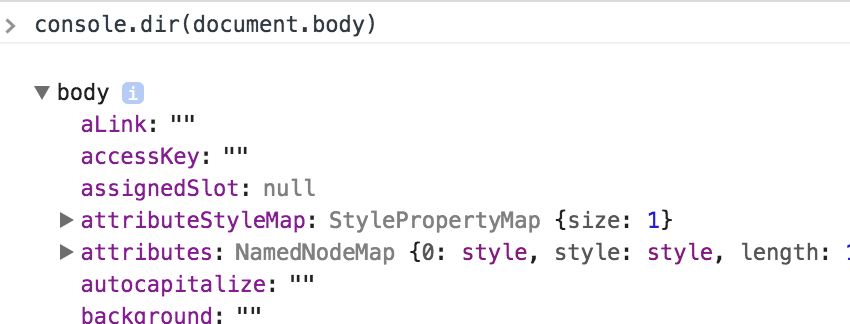 console.dir(document.body)
body i
aLink: ""
accessKey: ""
assignedSlot: null
attributeStyleMap: StylePropertyMap {size: 1}
attributes: NamedNodeMap {0: style, style: style, length: 1
autocapitalize: ""
background: ""